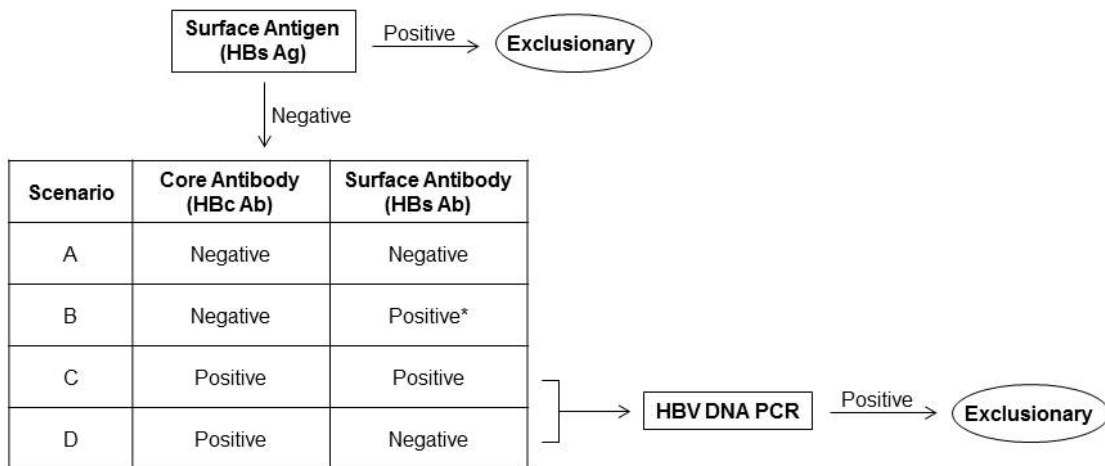 Surface Antigen
(HBs Ag)
Positive
Exclusionary
Negative
Scenario
Core Antibody
(HBc Ab)
Surface Antibody
(HBs Ab)
A
Negative
Negative
B
Negative
Positive*
C
Positive
Positive
D
Positive
Negative
HBV DNA PCR
Positive
Exclusionary